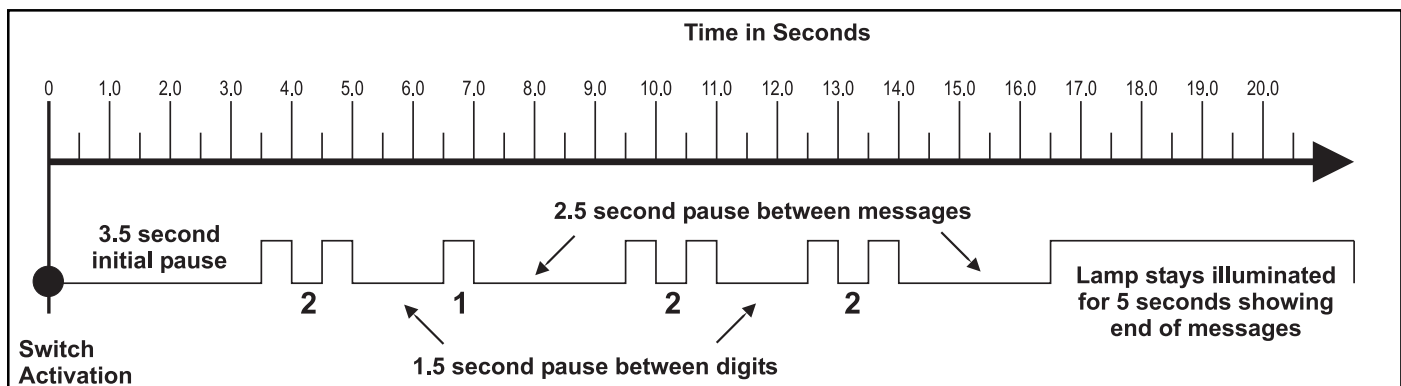 Time in Seconds
0 1.0 2.0 3.0 4.0 5.0 6.0 7.0 8.0 9.0 10.0 11.0 12.0 13.0 14.0 15.0 16.0 17.0 18.0 19.0 20.0
2.5 second pause between messages
3.5 second
initial pause
Lamp stays illuminated
for 5 seconds showing
end of messages
2 1 2 2
1.5 second pause between digits
Switch
Activation